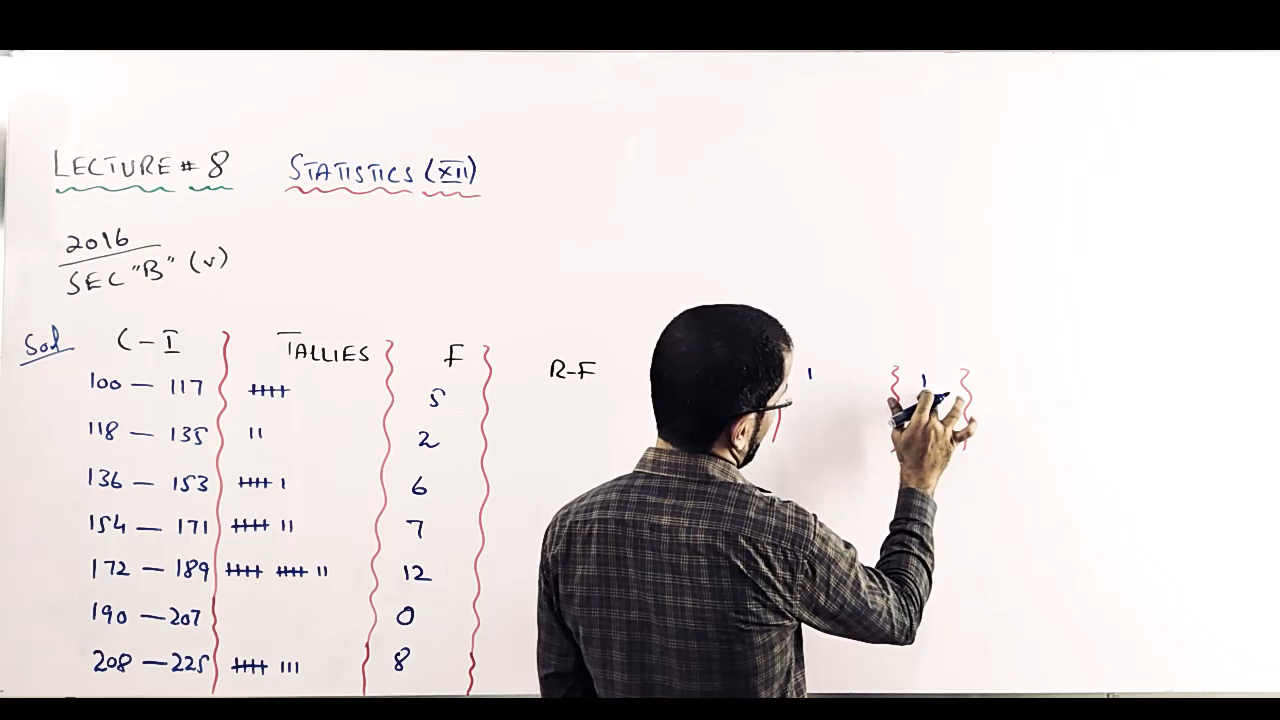 LECTURE # 8 STATISTICS (XII)
2016
SEC "B" (v)
Sol C - I TALLIES F R-F
100 — 117 5
118 — 135 || 2
136 — 153 | 6
154 — 171 || 7
172 — 189 || 12
190 — 207 0
208 — 225 ||| 8